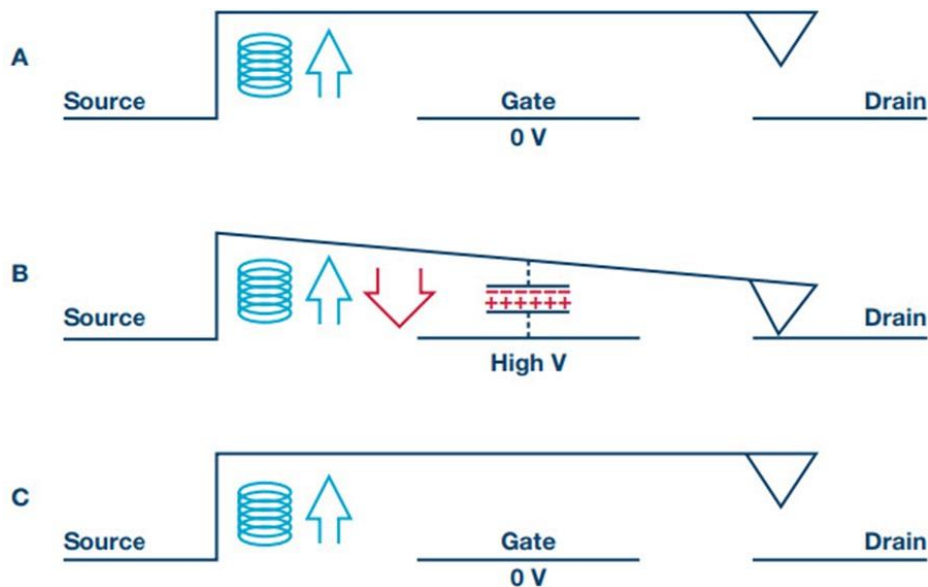 A
Source
Gate
Drain
0 V
B
Source
−−−−−−
++++++
Drain
High V
C
Source
Gate
Drain
0 V